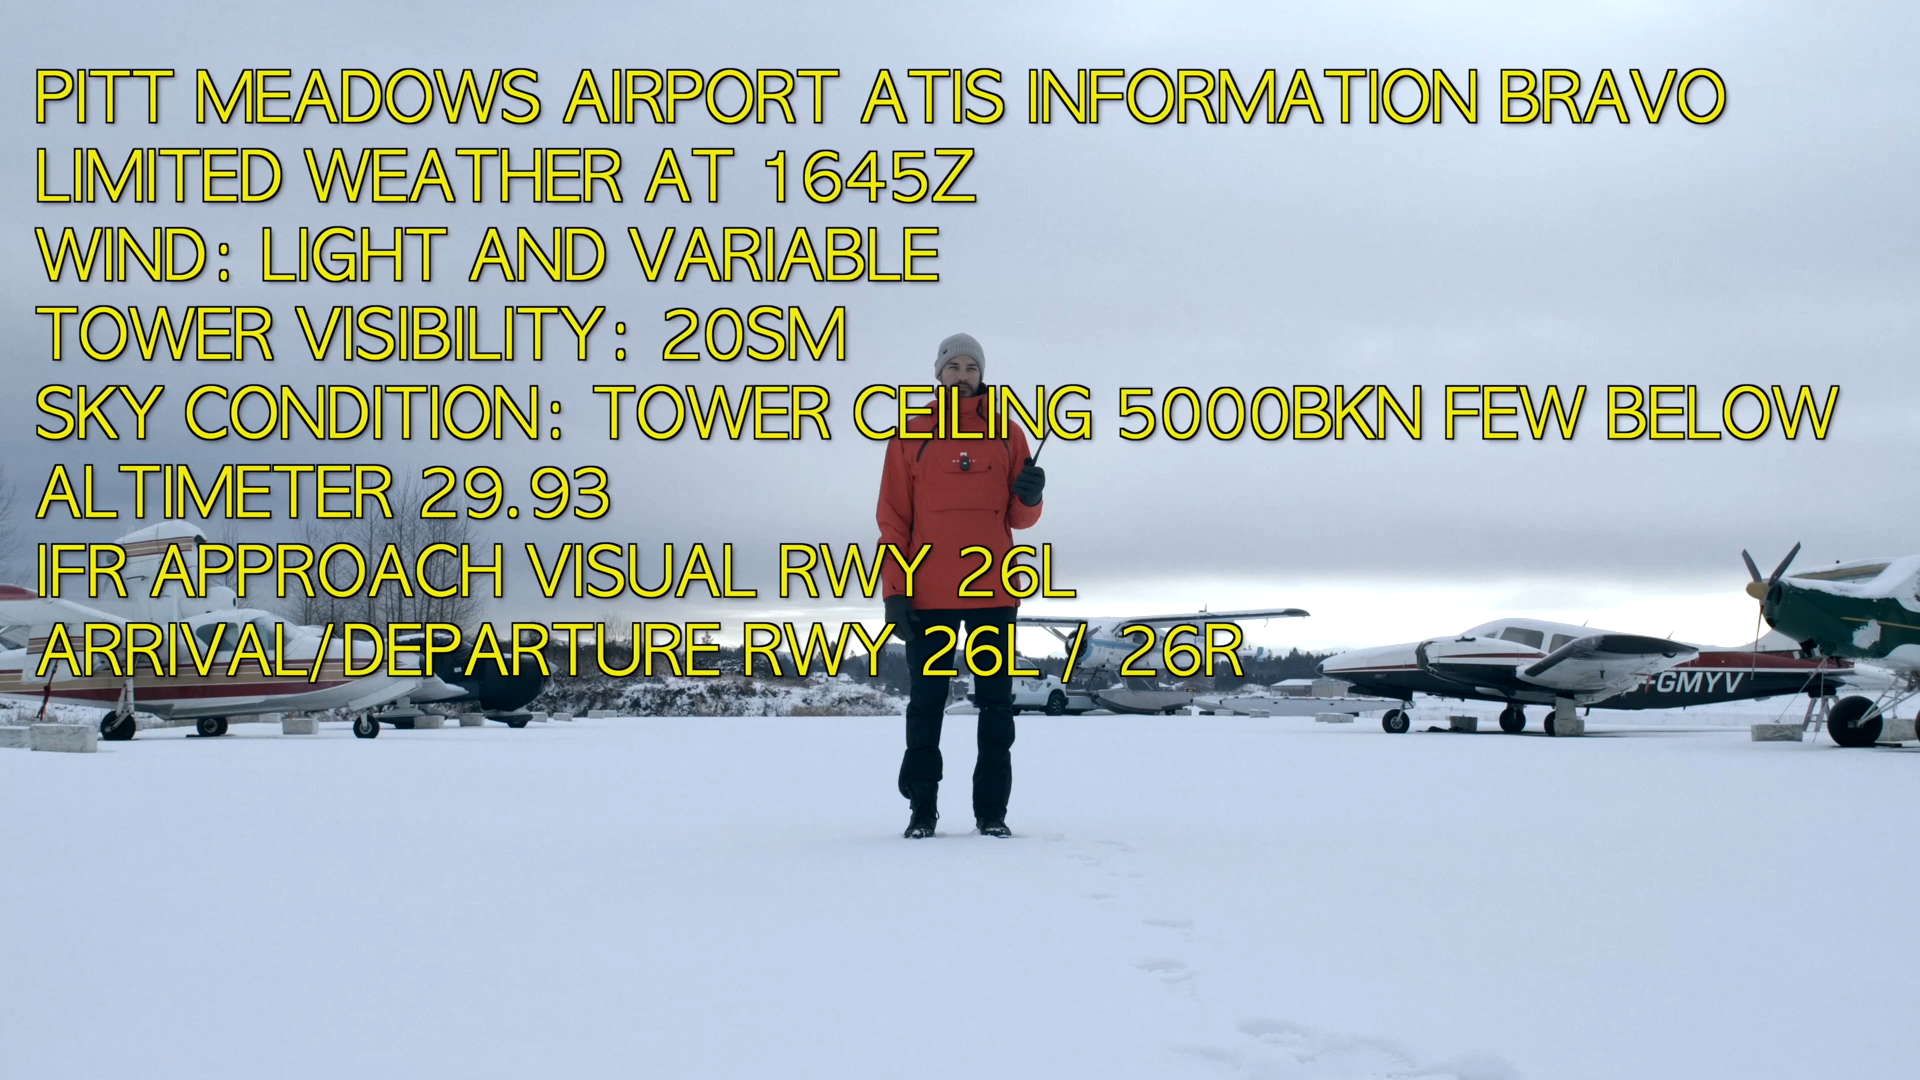 PITT MEADOWS AIRPORT ATIS INFORMATION BRAVO
LIMITED WEATHER AT 1645Z
WIND: LIGHT AND VARIABLE
TOWER VISIBILITY: 20SM
SKY CONDITION: TOWER CEILING 5000BKN FEW BELOW
ALTIMETER 29.93
IFR APPROACH VISUAL RWY 26L
ARRIVAL/DEPARTURE RWY 26L / 26R
GMYV